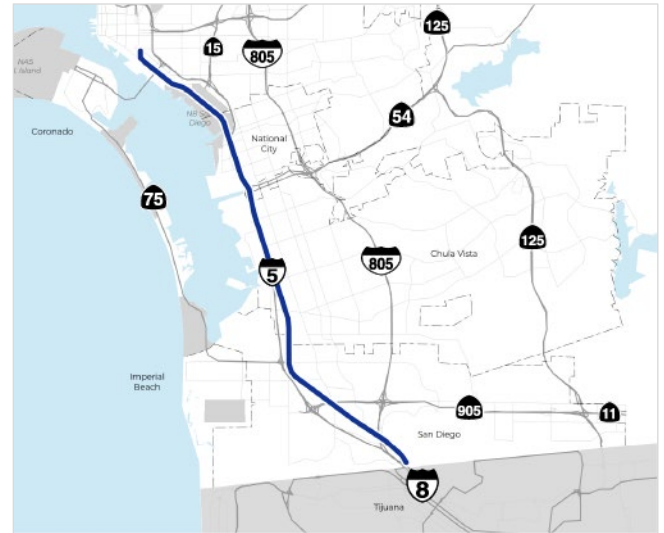 125
15
805
NAS
Island
NB San
Diego
54
Coronado
National
City
75
125
805
Chula Vista
5
Imperial
Beach
905
11
San Diego
8
Tijuana